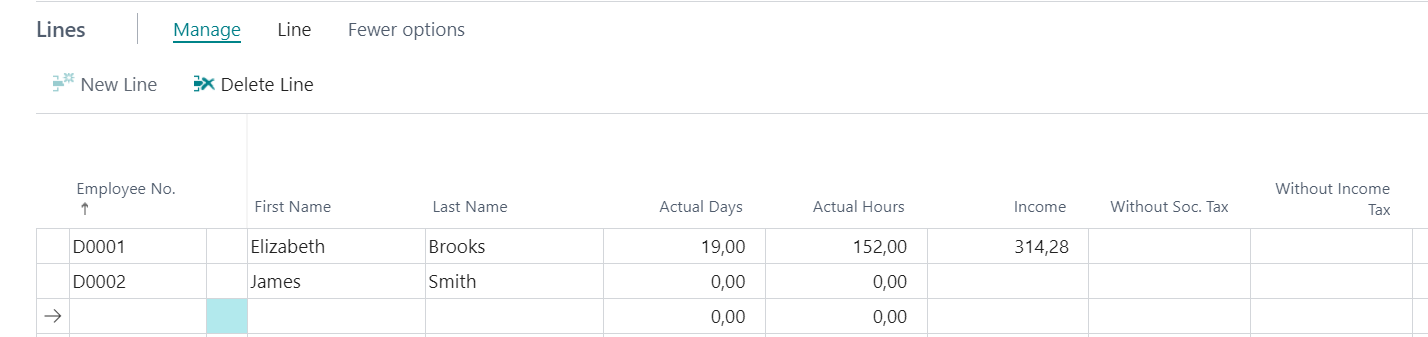 Lines Manage Line Fewer options
New Line Delete Line
Employee No. ↑ First Name Last Name Actual Days Actual Hours Income Without Soc. Tax Without Income Tax
D0001 Elizabeth Brooks 19,00 152,00 314,28
D0002 James Smith 0,00 0,00
→ 0,00 0,00